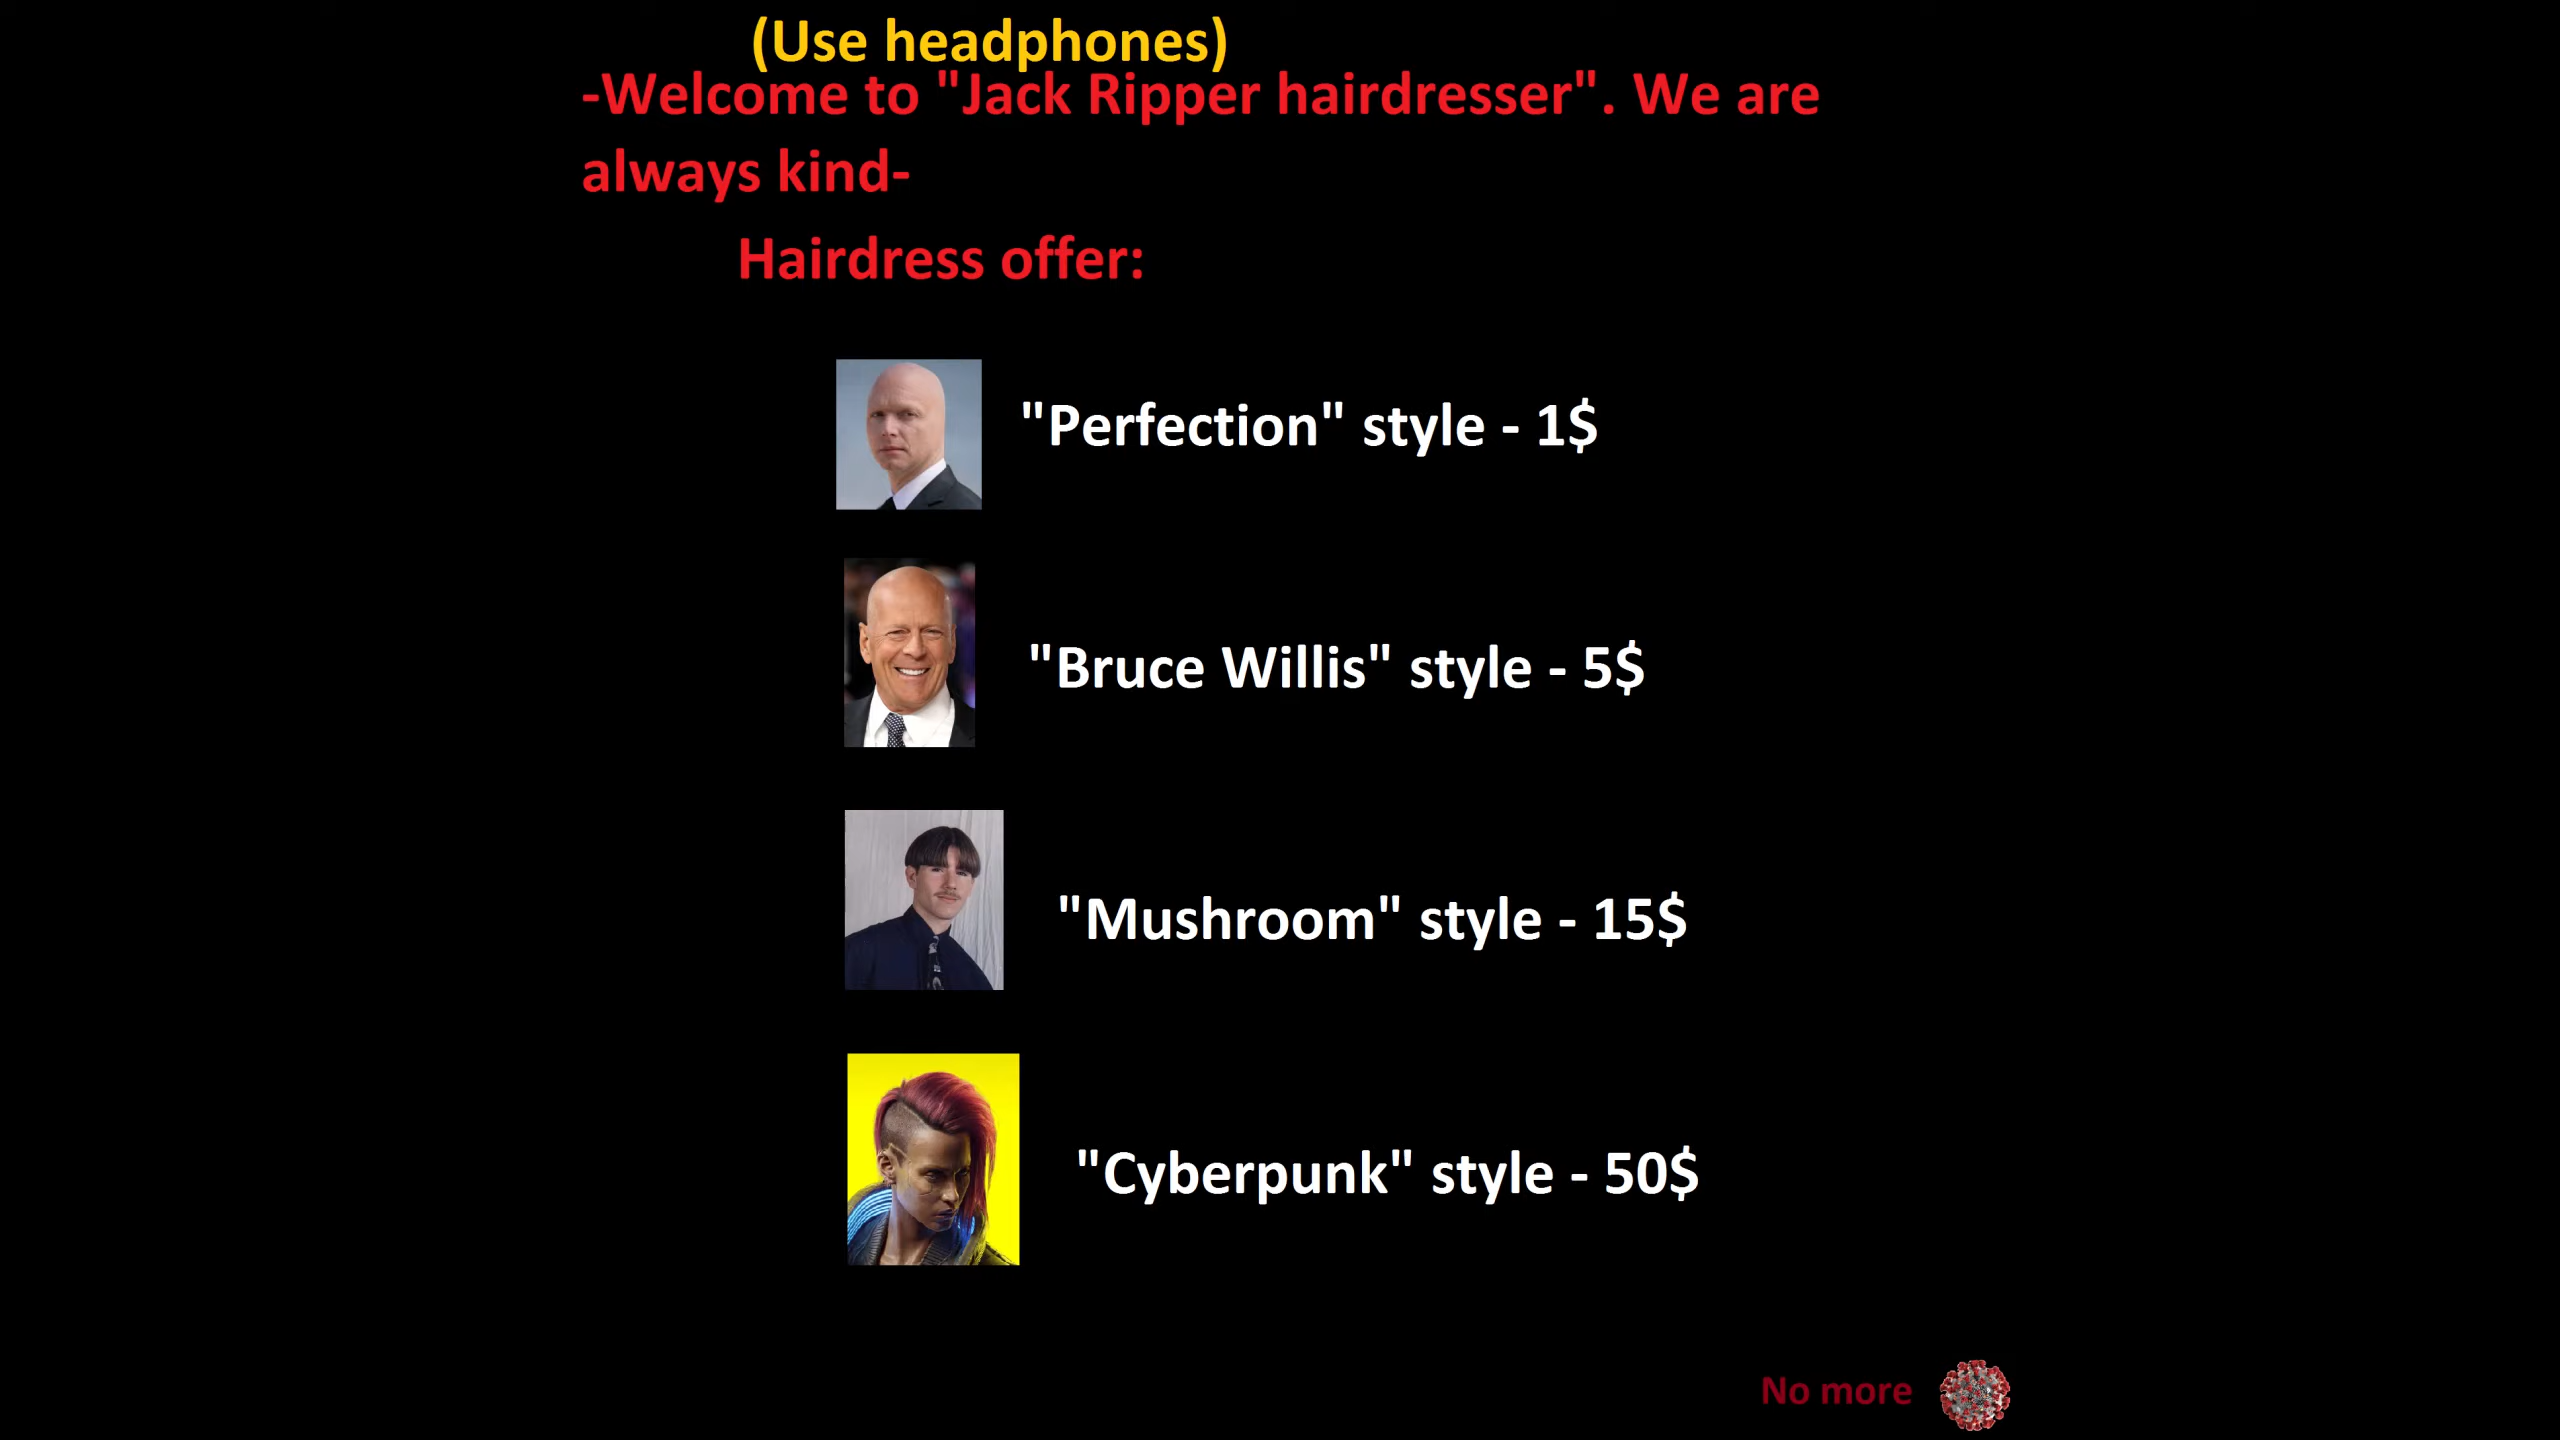 (Use headphones)
-Welcome to "Jack Ripper hairdresser". We are
always kind-
Hairdress offer:
"Perfection" style - 1$
"Bruce Willis" style - 5$
"Mushroom" style - 15$
"Cyberpunk" style - 50$
No more